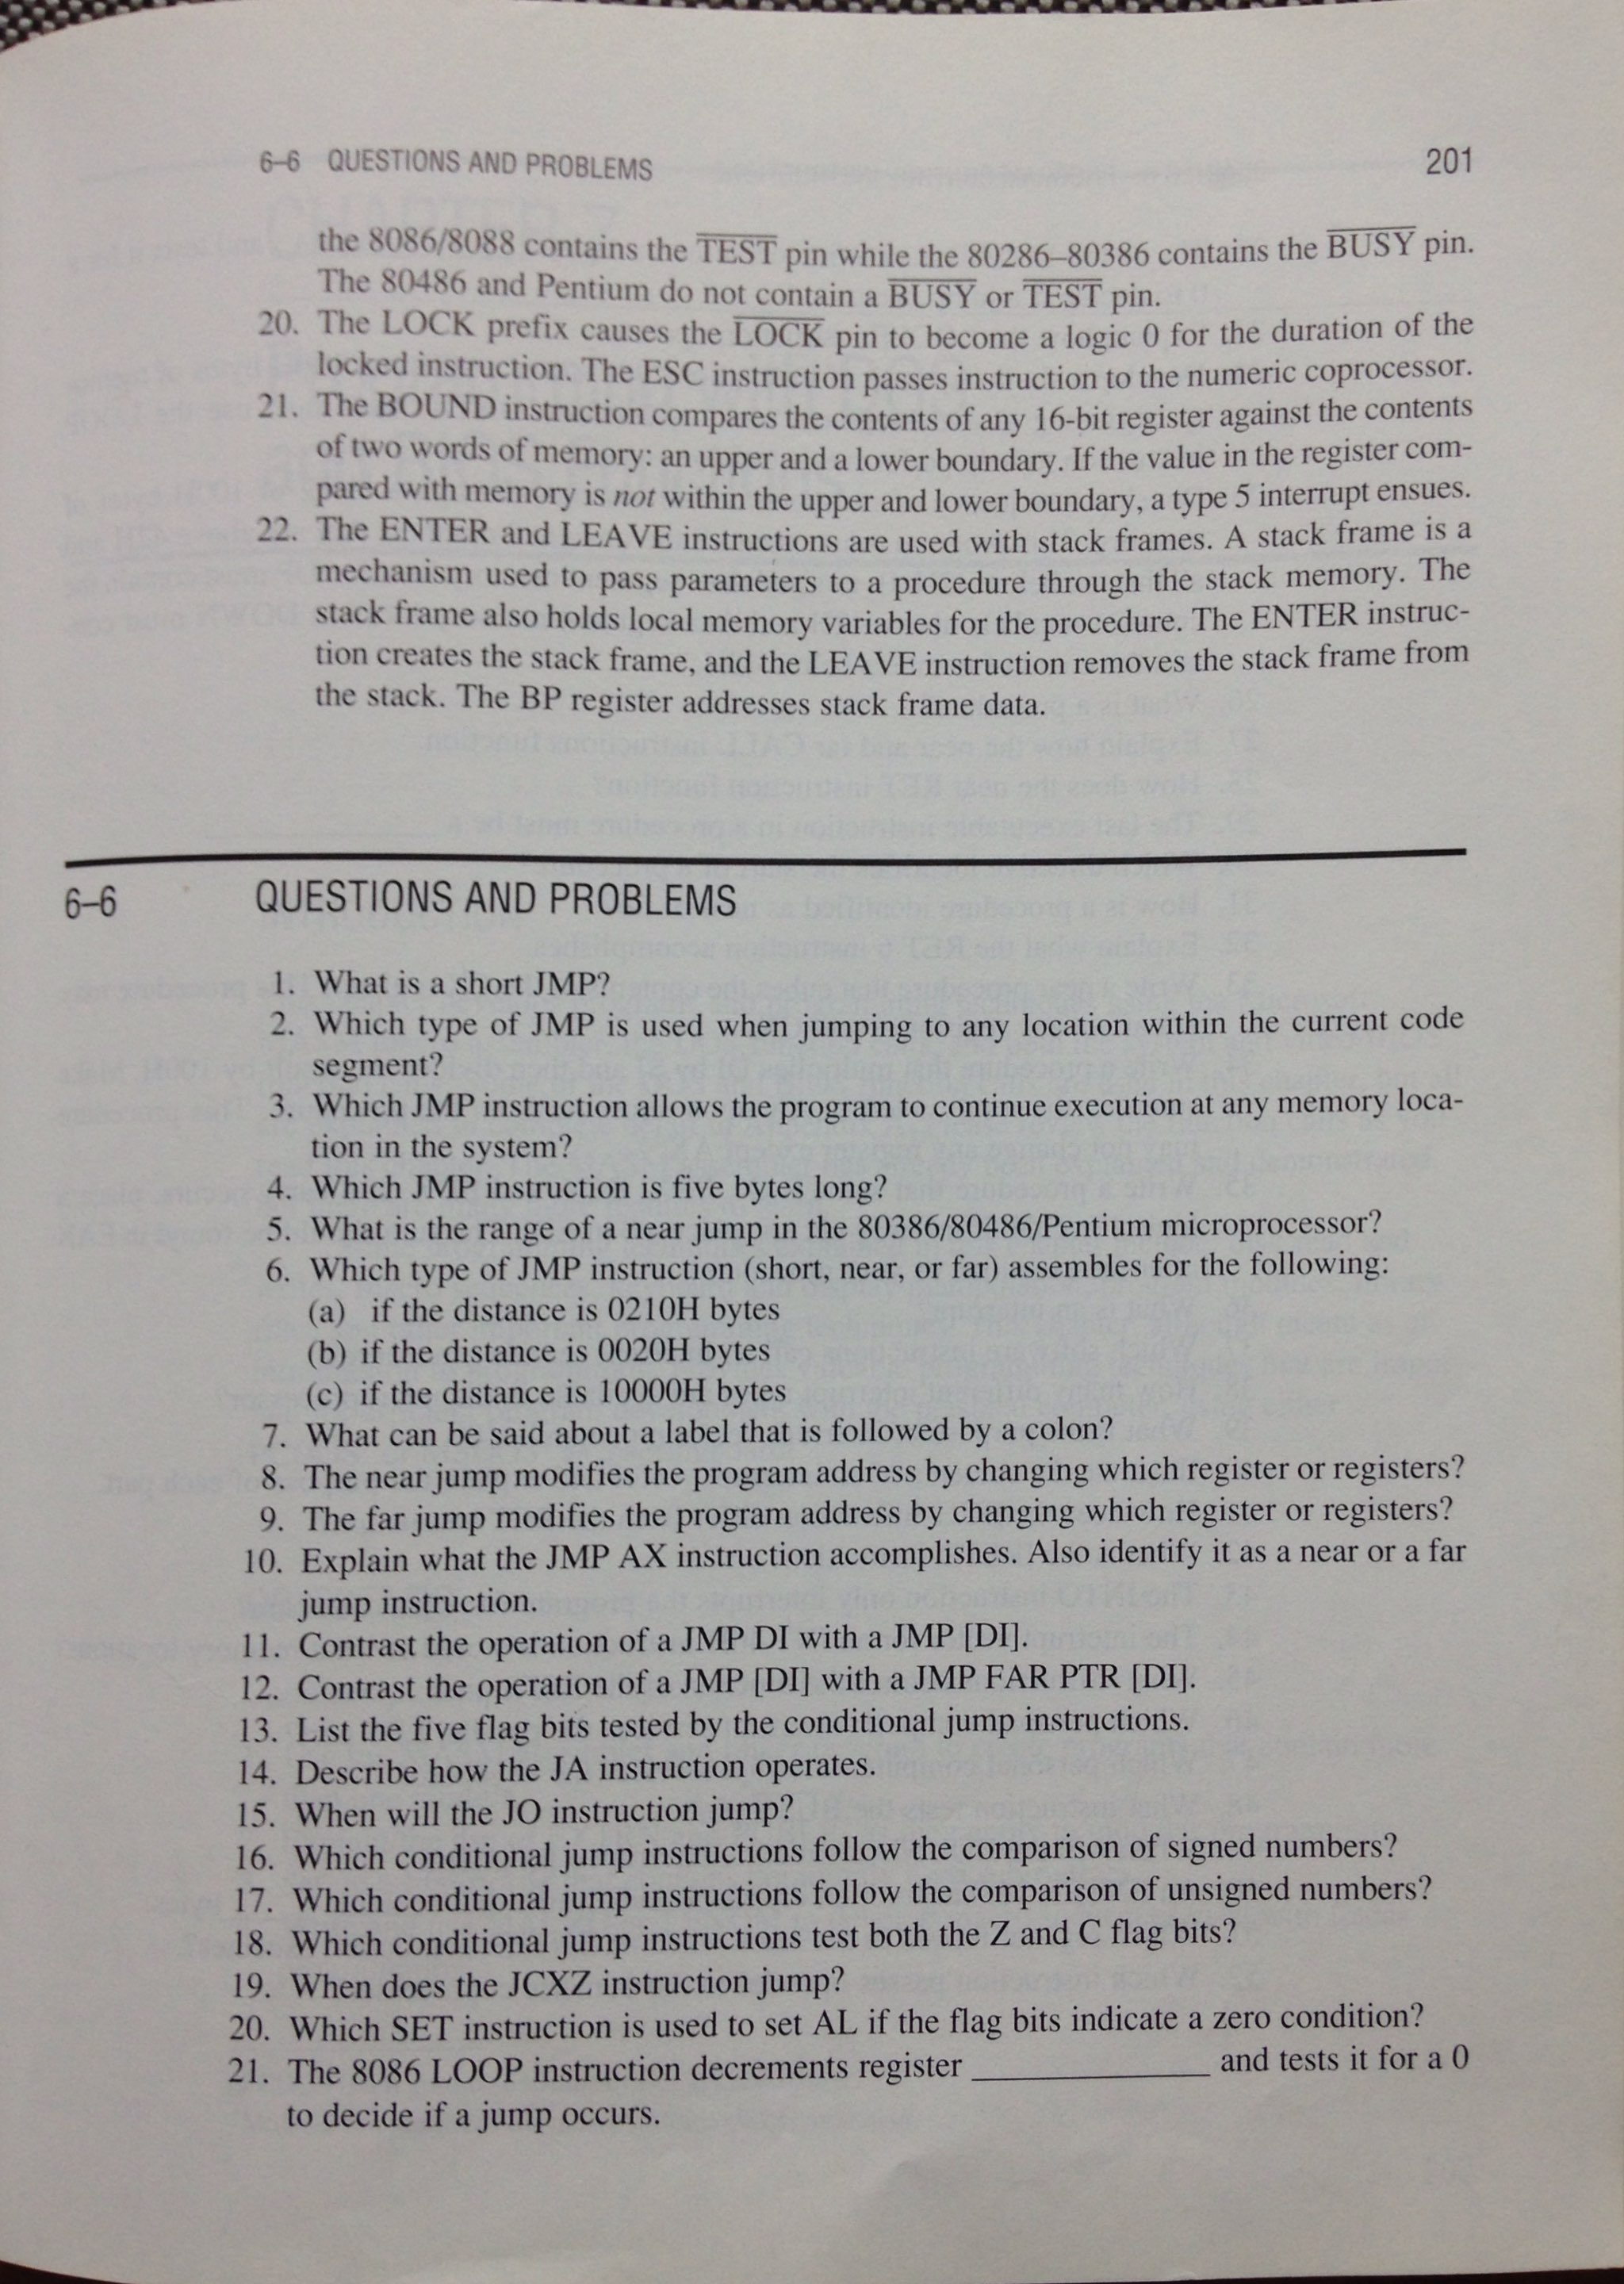 6–6 QUESTIONS AND PROBLEMS 201
the 8086/8088 contains the T̅E̅S̅T̅ pin while the 80286–80386 contains the B̅U̅S̅Y̅ pin.
The 80486 and Pentium do not contain a B̅U̅S̅Y̅ or T̅E̅S̅T̅ pin.
20. The LOCK prefix causes the L̅O̅C̅K̅ pin to become a logic 0 for the duration of the
locked instruction. The ESC instruction passes instruction to the numeric coprocessor.
21. The BOUND instruction compares the contents of any 16-bit register against the contents
of two words of memory: an upper and a lower boundary. If the value in the register com-
pared with memory is not within the upper and lower boundary, a type 5 interrupt ensues.
22. The ENTER and LEAVE instructions are used with stack frames. A stack frame is a
mechanism used to pass parameters to a procedure through the stack memory. The
stack frame also holds local memory variables for the procedure. The ENTER instruc-
tion creates the stack frame, and the LEAVE instruction removes the stack frame from
the stack. The BP register addresses stack frame data.
6–6 QUESTIONS AND PROBLEMS
1. What is a short JMP?
2. Which type of JMP is used when jumping to any location within the current code
segment?
3. Which JMP instruction allows the program to continue execution at any memory loca-
tion in the system?
4. Which JMP instruction is five bytes long?
5. What is the range of a near jump in the 80386/80486/Pentium microprocessor?
6. Which type of JMP instruction (short, near, or far) assembles for the following:
(a) if the distance is 0210H bytes
(b) if the distance is 0020H bytes
(c) if the distance is 10000H bytes
7. What can be said about a label that is followed by a colon?
8. The near jump modifies the program address by changing which register or registers?
9. The far jump modifies the program address by changing which register or registers?
10. Explain what the JMP AX instruction accomplishes. Also identify it as a near or a far
jump instruction.
11. Contrast the operation of a JMP DI with a JMP [DI].
12. Contrast the operation of a JMP [DI] with a JMP FAR PTR [DI].
13. List the five flag bits tested by the conditional jump instructions.
14. Describe how the JA instruction operates.
15. When will the JO instruction jump?
16. Which conditional jump instructions follow the comparison of signed numbers?
17. Which conditional jump instructions follow the comparison of unsigned numbers?
18. Which conditional jump instructions test both the Z and C flag bits?
19. When does the JCXZ instruction jump?
20. Which SET instruction is used to set AL if the flag bits indicate a zero condition?
21. The 8086 LOOP instruction decrements register ____________ and tests it for a 0
to decide if a jump occurs.